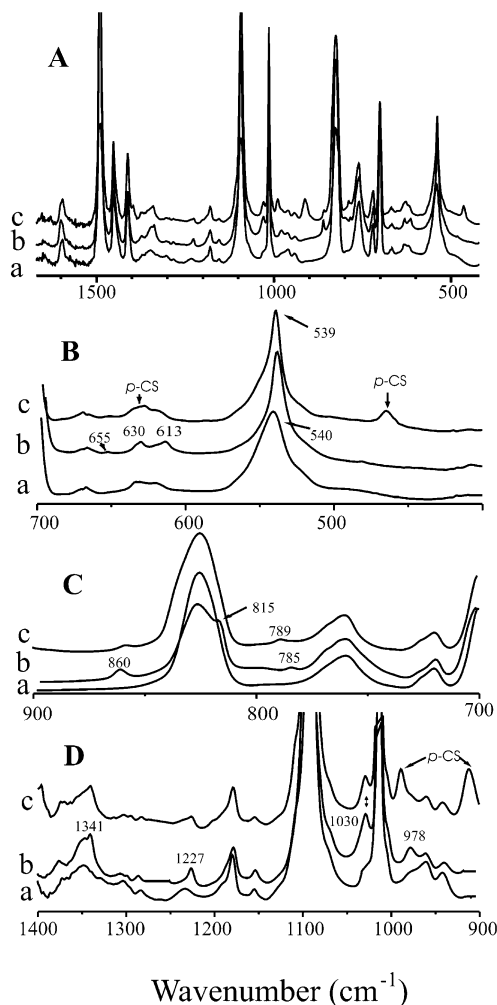 A
c
b
a
1500 1000 500
B
539
p-CS p-CS
c
655 630 613 540
b
a
700 600 500
C
815
c 789
b 860 785
a
900 800 700
D
p-CS
c
1341 1030
1227 978
b
a
1400 1300 1200 1100 1000 900
Wavenumber (cm⁻¹)